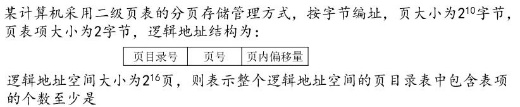 某计算机采用二级页表的分页存储管理方式，按字节编址，页大小为2¹⁰字节，
页表项大小为2字节，逻辑地址结构为：
页目录号 页号 页内偏移量
逻辑地址空间大小为2¹⁶页，则表示整个逻辑地址空间的页目录表中包含表项
的个数至少是